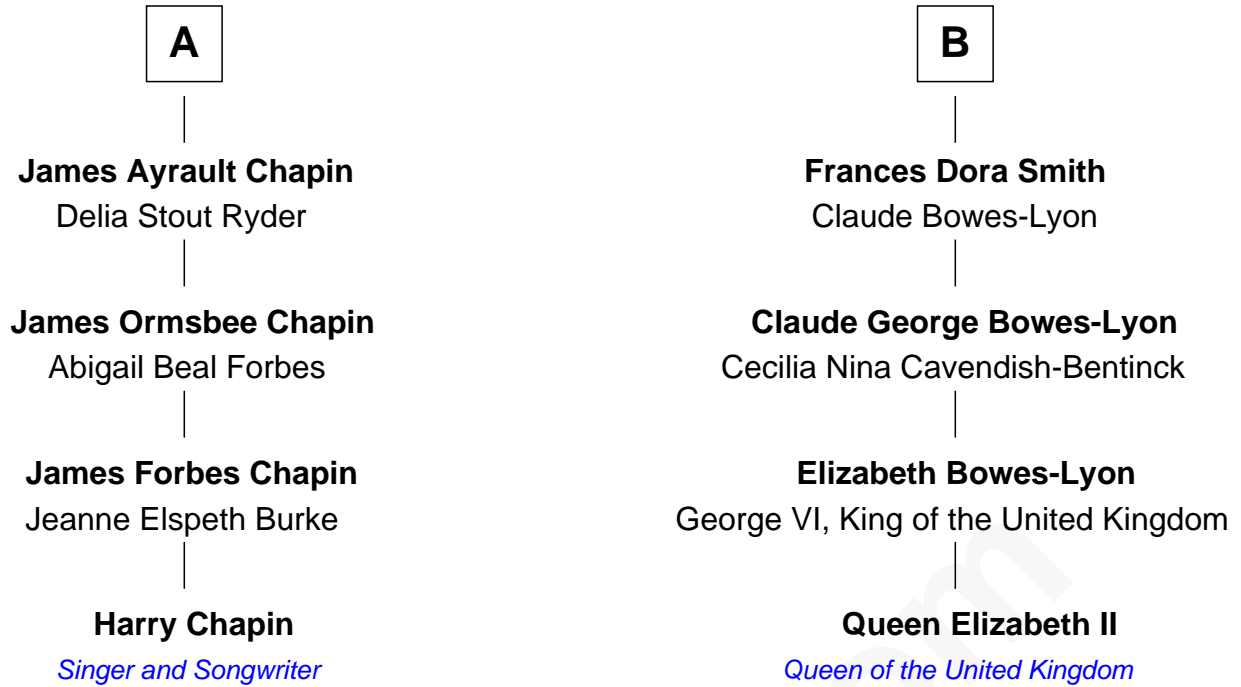 A
James Ayrault Chapin
Delia Stout Ryder
James Ormsbee Chapin
Abigail Beal Forbes
James Forbes Chapin
Jeanne Elspeth Burke
Harry Chapin
Singer and Songwriter
B
Frances Dora Smith
Claude Bowes-Lyon
Claude George Bowes-Lyon
Cecilia Nina Cavendish-Bentinck
Elizabeth Bowes-Lyon
George VI, King of the United Kingdom
Queen Elizabeth II
Queen of the United Kingdom